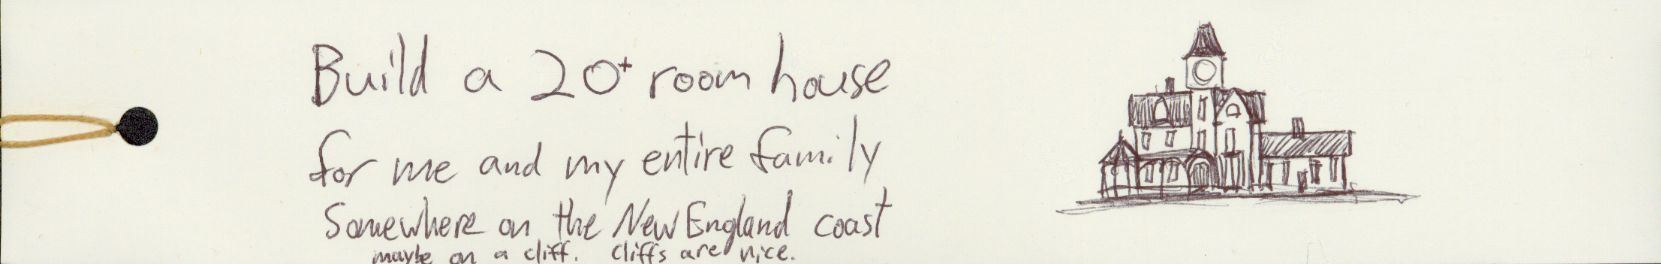 Build a 20+ room house
for me and my entire family
Somewhere on the New England coast
maybe on a cliff. Cliffs are nice.